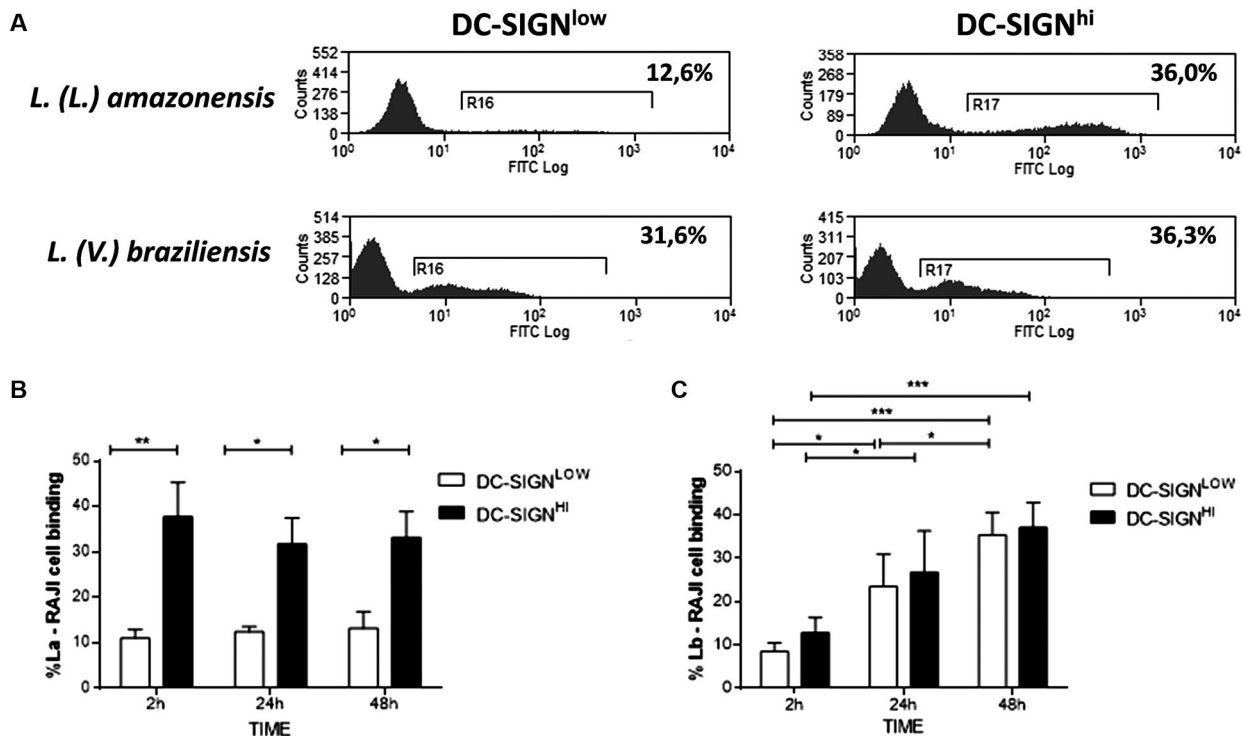 A
DC-SIGNlow
DC-SIGNhi
L. (L.) amazonensis
552
414
276
138
0
Counts
12,6%
R16
10⁰ 10¹ 10² 10³ 10⁴
FITC Log
358
268
179
89
0
Counts
36,0%
R17
10⁰ 10¹ 10² 10³ 10⁴
FITC Log
L. (V.) braziliensis
514
385
257
128
0
Counts
31,6%
R16
10⁰ 10¹ 10² 10³ 10⁴
FITC Log
415
311
207
103
0
Counts
36,3%
R17
10⁰ 10¹ 10² 10³ 10⁴
FITC Log
B
** * *
50
40
30
20
10
0
%La - RAJI cell binding
2h 24h 48h
TIME
DC-SIGNLOW
DC-SIGNHI
C
***
***
* *
*
50
40
30
20
10
0
% Lb - RAJI cell binding
2h 24h 48h
TIME
DC-SIGNLOW
DC-SIGNHI